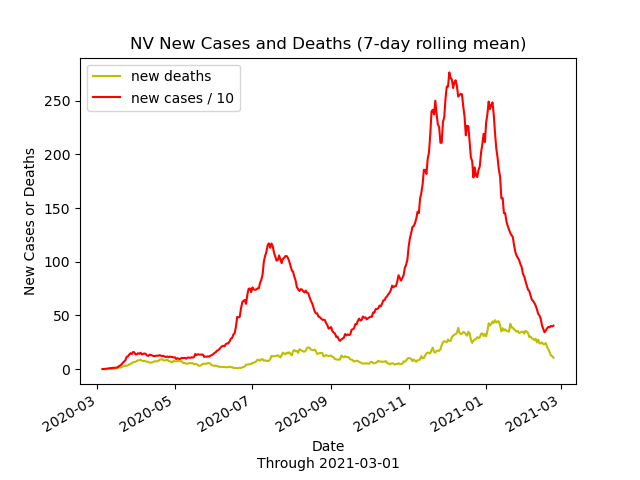 NV New Cases and Deaths (7-day rolling mean)
new deaths
new cases / 10
New Cases or Deaths
250
200
150
100
50
0
2020-03
2020-05
2020-07
2020-09
2020-11
2021-01
2021-03
Date
Through 2021-03-01